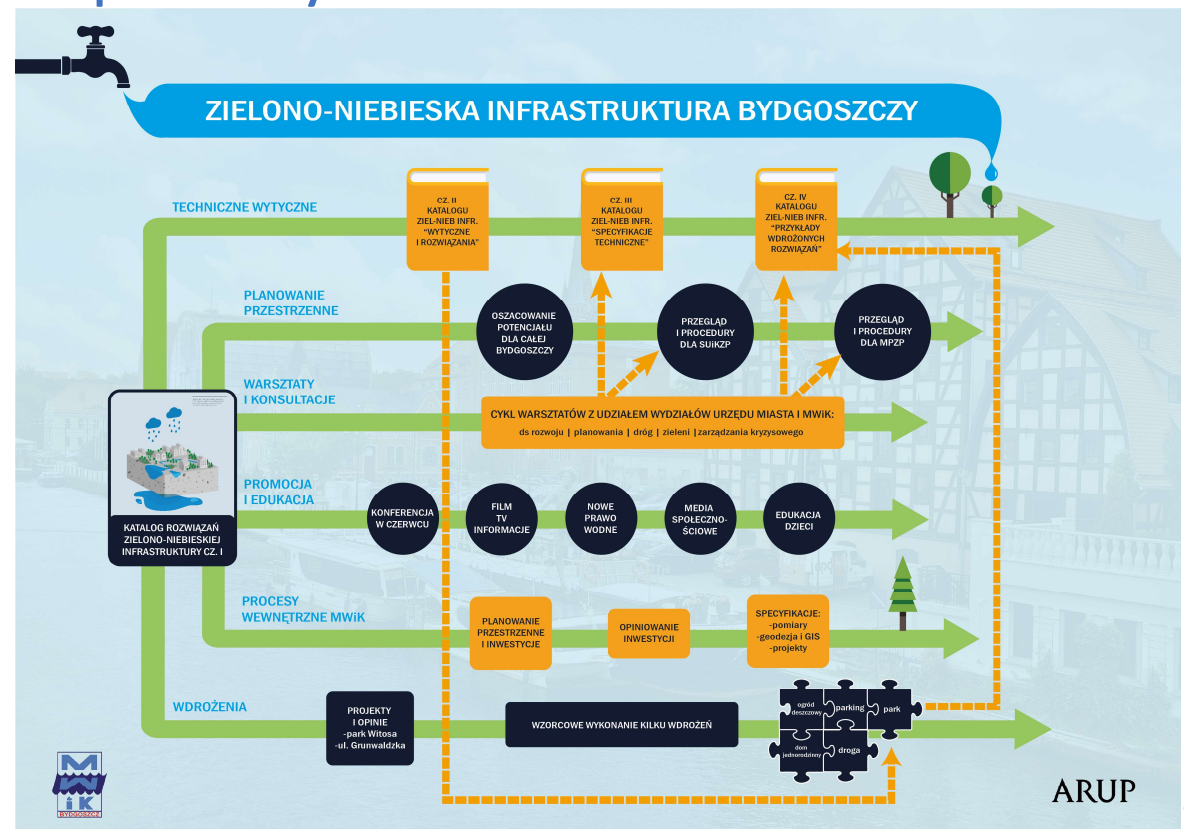 ZIELONO-NIEBIESKA INFRASTRUKTURA BYDGOSZCZY
TECHNICZNE WYTYCZNE
CZ. II
KATALOGU
ZIEL-NIEB INFR.
"WYTYCZNE
I ROZWIĄZANIA"
CZ. III
KATALOGU
ZIEL-NIEB INFR.
"SPECYFIKACJE
TECHNICZNE"
CZ. IV
KATALOGU
ZIEL-NIEB INFR.
"PRZYKŁADY
WDROŻONYCH
ROZWIĄZAŃ"
PLANOWANIE
PRZESTRZENNE
OSZACOWANIE
POTENCJAŁU
DLA CAŁEJ
BYDGOSZCZY
PRZEGLĄD
I PROCEDURY
DLA SUiKZP
PRZEGLĄD
I PROCEDURY
DLA MPZP
WARSZTATY
I KONSULTACJE
CYKL WARSZTATÓW Z UDZIAŁEM WYDZIAŁÓW URZĘDU MIASTA I MWiK:
ds rozwoju | planowania | dróg | zieleni |zarządzania kryzysowego
KATALOG ROZWIĄZAŃ
ZIELONO-NIEBIESKIEJ
INFRASTRUKTURY CZ. I
PROMOCJA
I EDUKACJA
KONFERENCJA
W CZERWCU
FILM
TV
INFORMACJE
NOWE
PRAWO
WODNE
MEDIA
SPOŁECZNO-
ŚCIOWE
EDUKACJA
DZIECI
PROCESY
WEWNĘTRZNE MWiK
PLANOWANIE
PRZESTRZENNE
I INWESTYCJE
OPINIOWANIE
INWESTYCJI
SPECYFIKACJE:
-pomiary
-geodezja i GIS
-projekty
WDROŻENIA
PROJEKTY
I OPINIE
-park Witosa
-ul. Grunwaldzka
WZORCOWE WYKONANIE KILKU WDROŻEŃ
ogród
deszczowy
parking
park
dom
jednorodzinny
droga
MWiK
BYDGOSZCZ
ARUP